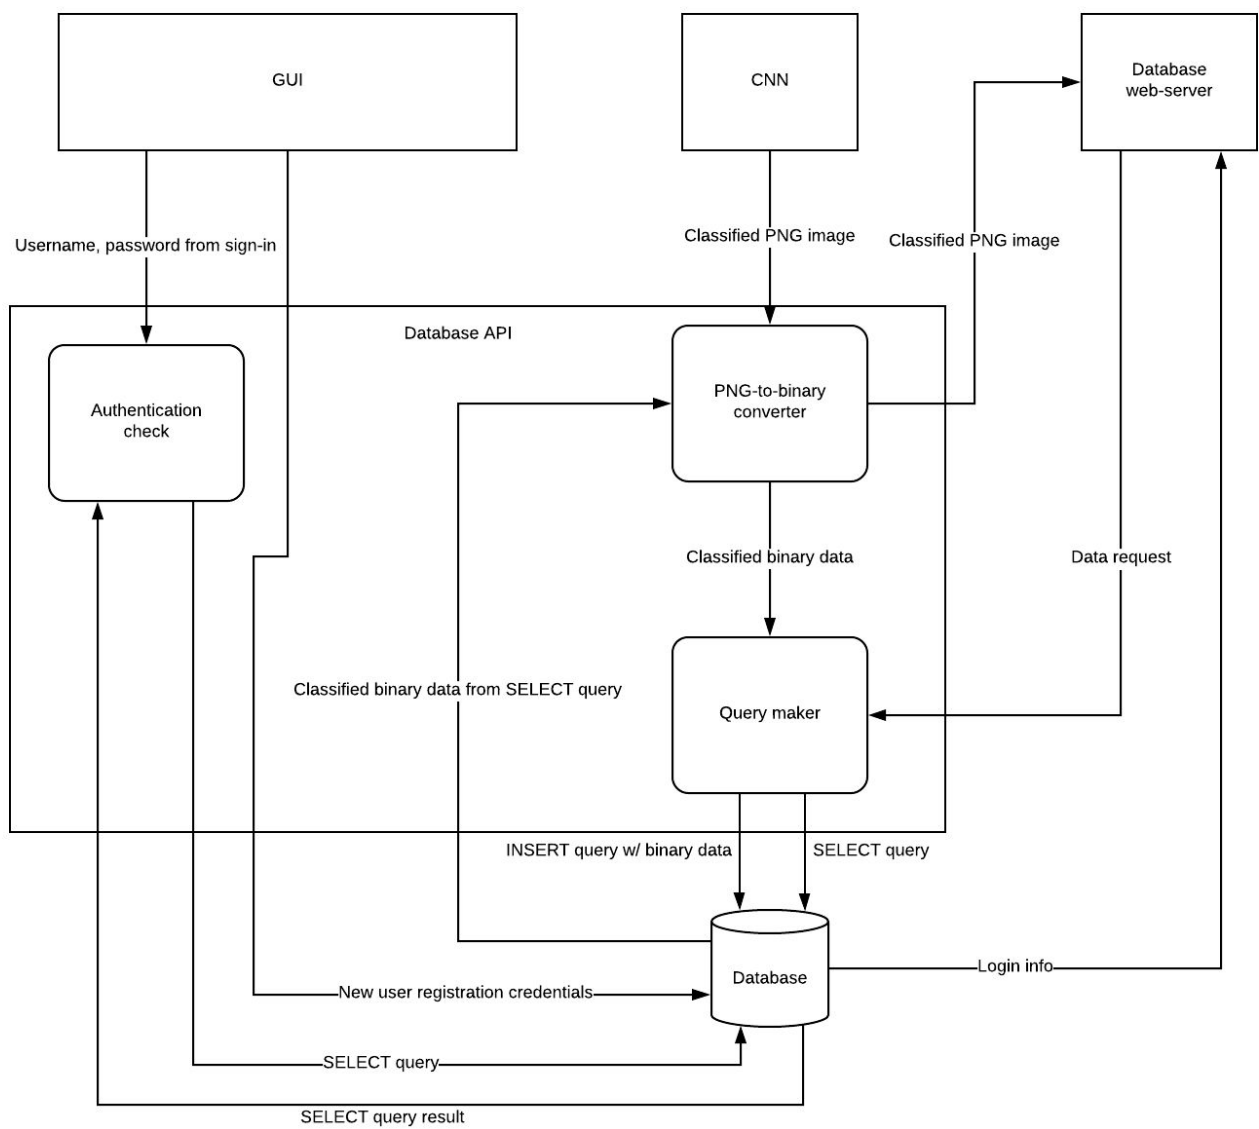 GUI
CNN
Database
web-server
Username, password from sign-in
Classified PNG image
Classified PNG image
Database API
PNG-to-binary
converter
Authentication
check
Classified binary data
Data request
Classified binary data from SELECT query
Query maker
INSERT query w/ binary data
SELECT query
Database
Login info
New user registration credentials
SELECT query
SELECT query result